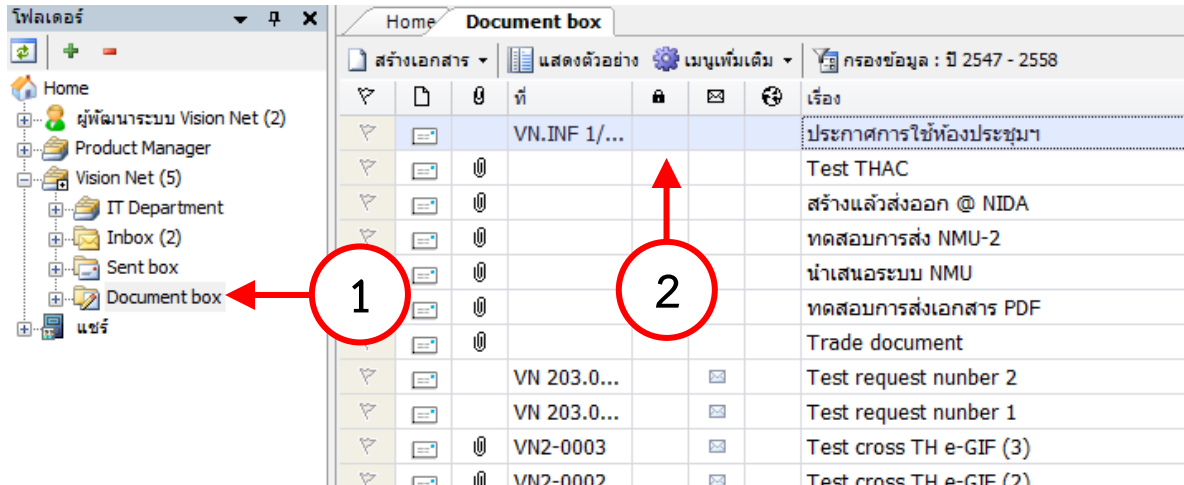 โฟลเดอร์
Home
ผู้พัฒนาระบบ Vision Net (2)
Product Manager
Vision Net (5)
IT Department
Inbox (2)
Sent box
Document box
แชร์
1
Home Document box
สร้างเอกสาร แสดงตัวอย่าง เมนูเพิ่มเติม กรองข้อมูล : ปี 2547 - 2558
ที่ เรื่อง
VN.INF 1/... ประกาศการใช้ห้องประชุมฯ
Test THAC
สร้างแล้วส่งออก @ NIDA
ทดสอบการส่ง NMU-2
นำเสนอระบบ NMU
2
ทดสอบการส่งเอกสาร PDF
Trade document
VN 203.0... Test request nunber 2
VN 203.0... Test request nunber 1
VN2-0003 Test cross TH e-GIF (3)
VN2-0002 Test cross TH e-GIF (2)